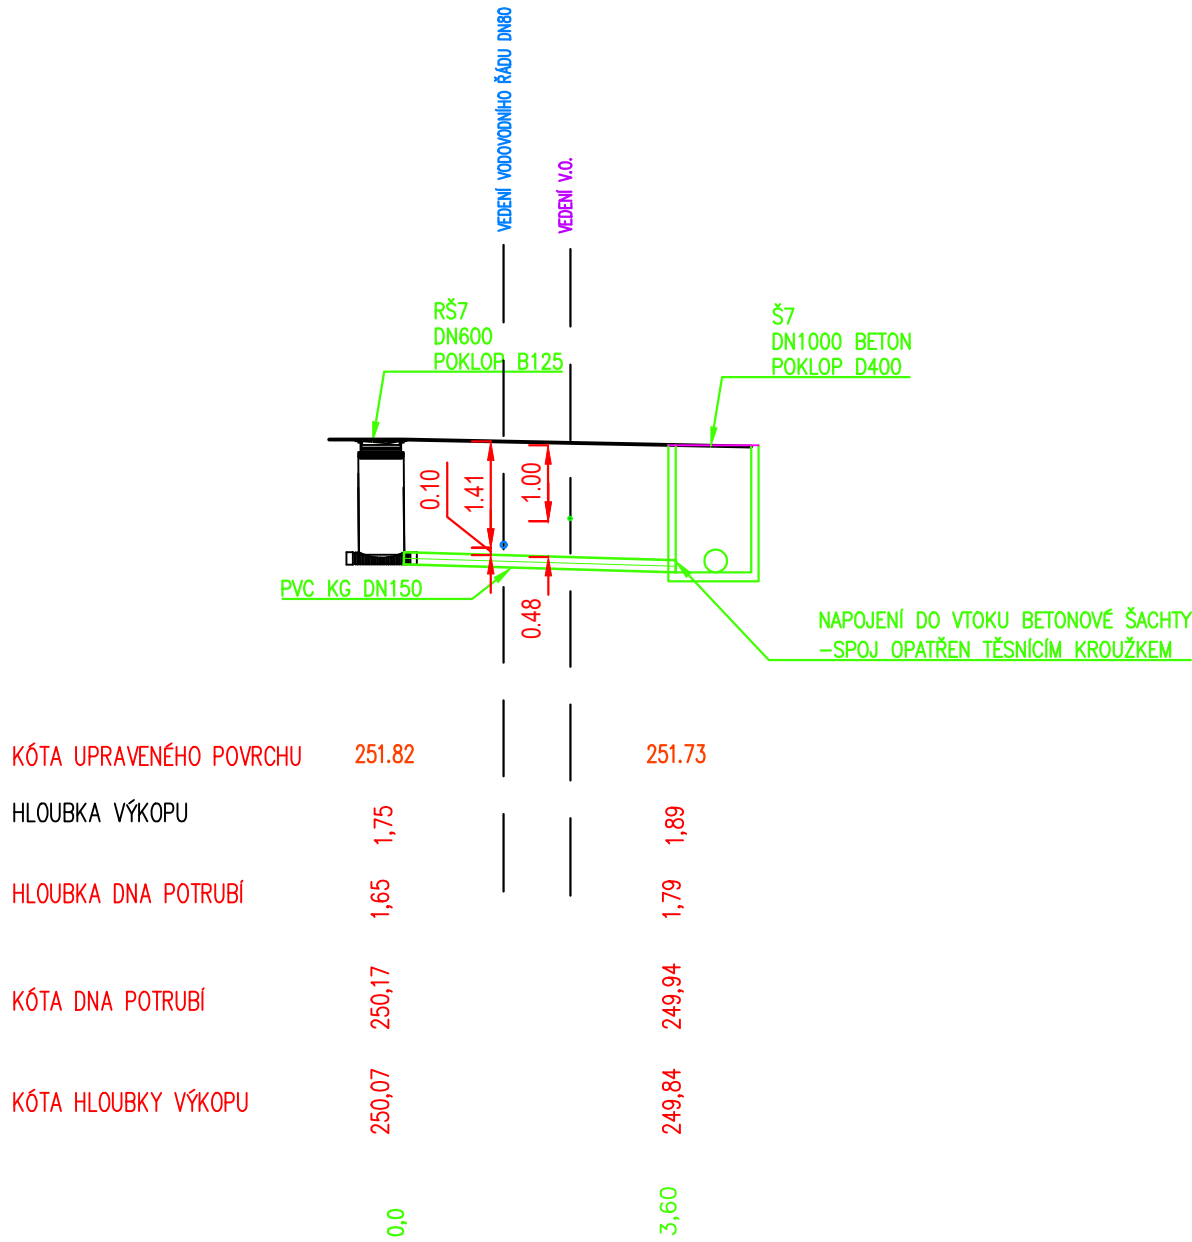 VEDENÍ VODOVODNÍHO ŘÁDU DN80
VEDENÍ V.O.
RŠ7
DN600
POKLOP B125
Š7
DN1000 BETON
POKLOP D400
0.10
1.41
1.00
0.48
PVC KG DN150
NAPOJENÍ DO VTOKU BETONOVÉ ŠACHTY
-SPOJ OPATŘEN TĚSNÍCÍM KROUŽKEM
KÓTA UPRAVENÉHO POVRCHU 251.82 251.73
HLOUBKA VÝKOPU 1,75 1,89
HLOUBKA DNA POTRUBÍ 1,65 1,79
KÓTA DNA POTRUBÍ 250,17 249,94
KÓTA HLOUBKY VÝKOPU 250,07 249,84
0,0 3,60